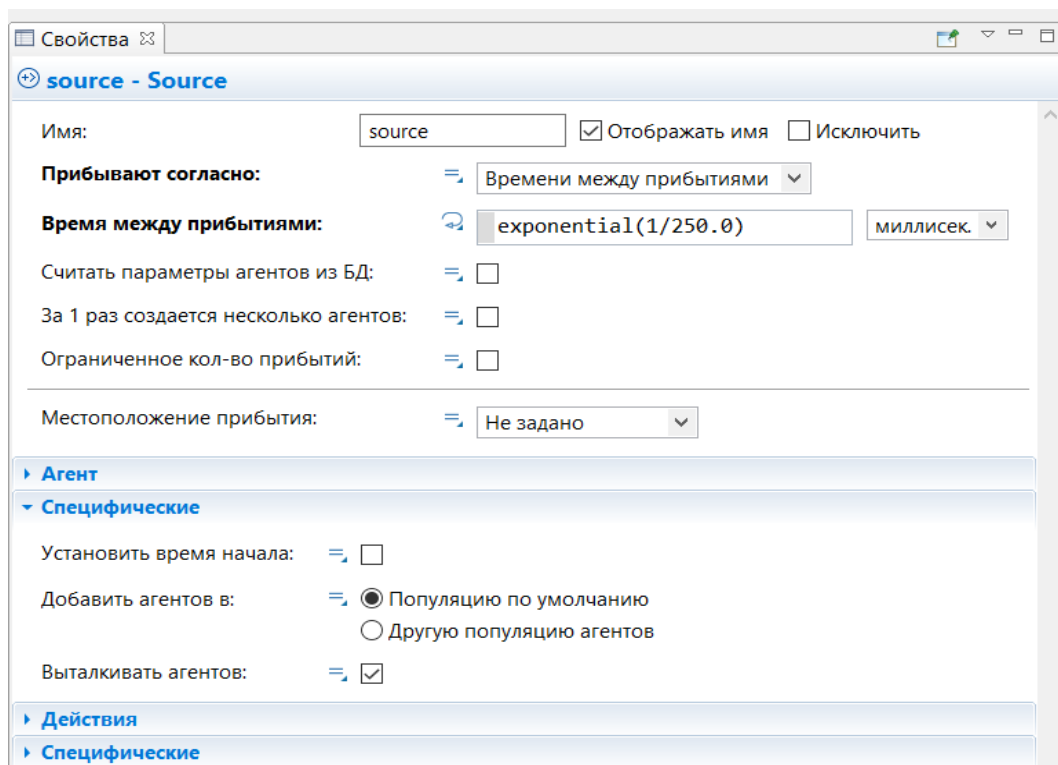 Свойства
source - Source
Имя: source Отображать имя Исключить
Прибывают согласно: Времени между прибытиями
Время между прибытиями: exponential(1/250.0) миллисек.
Считать параметры агентов из БД:
За 1 раз создается несколько агентов:
Ограниченное кол-во прибытий:
Местоположение прибытия: Не задано
Агент
Специфические
Установить время начала:
Добавить агентов в: Популяцию по умолчанию
Другую популяцию агентов
Выталкивать агентов:
Действия
Специфические